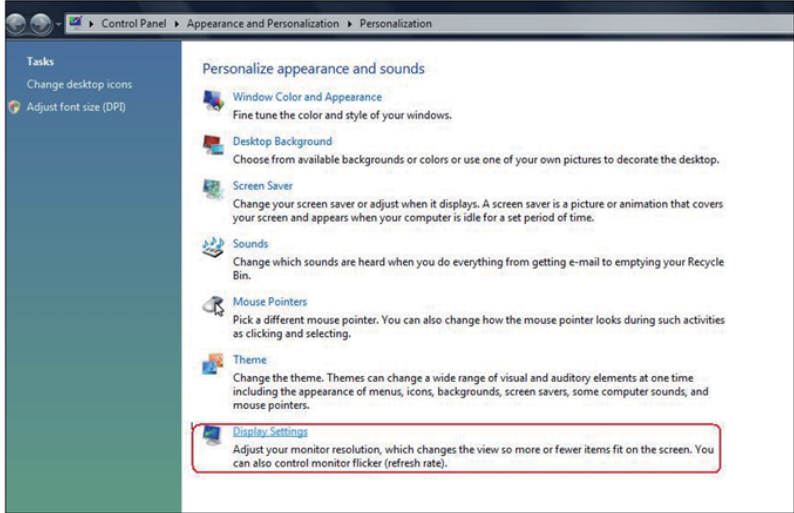 Control Panel ▸ Appearance and Personalization ▸ Personalization
Tasks
Change desktop icons
Adjust font size (DPI)
Personalize appearance and sounds
Window Color and Appearance
Fine tune the color and style of your windows.
Desktop Background
Choose from available backgrounds or colors or use one of your own pictures to decorate the desktop.
Screen Saver
Change your screen saver or adjust when it displays. A screen saver is a picture or animation that covers
your screen and appears when your computer is idle for a set period of time.
Sounds
Change which sounds are heard when you do everything from getting e-mail to emptying your Recycle
Bin.
Mouse Pointers
Pick a different mouse pointer. You can also change how the mouse pointer looks during such activities
as clicking and selecting.
Theme
Change the theme. Themes can change a wide range of visual and auditory elements at one time
including the appearance of menus, icons, backgrounds, screen savers, some computer sounds, and
mouse pointers.
Display Settings
Adjust your monitor resolution, which changes the view so more or fewer items fit on the screen. You
can also control monitor flicker (refresh rate).